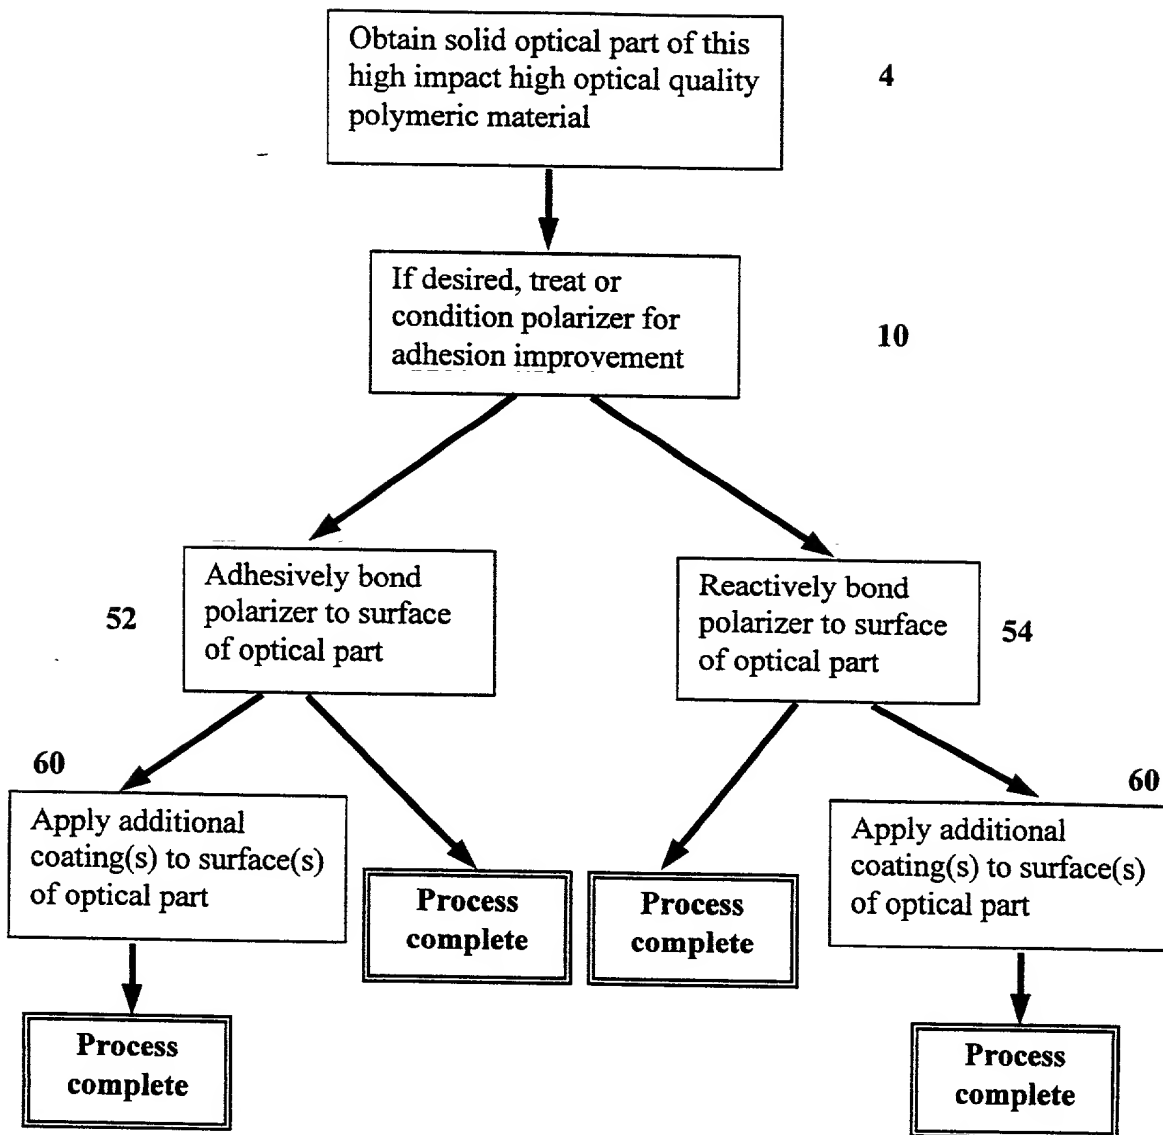 Obtain solid optical part of this
high impact high optical quality
polymeric material
4
If desired, treat or
condition polarizer for
adhesion improvement
10
52
Adhesively bond
polarizer to surface
of optical part
Reactively bond
polarizer to surface
of optical part
54
60
Apply additional
coating(s) to surface(s)
of optical part
Process
complete
Process
complete
60
Apply additional
coating(s) to surface(s)
of optical part
Process
complete
Process
complete